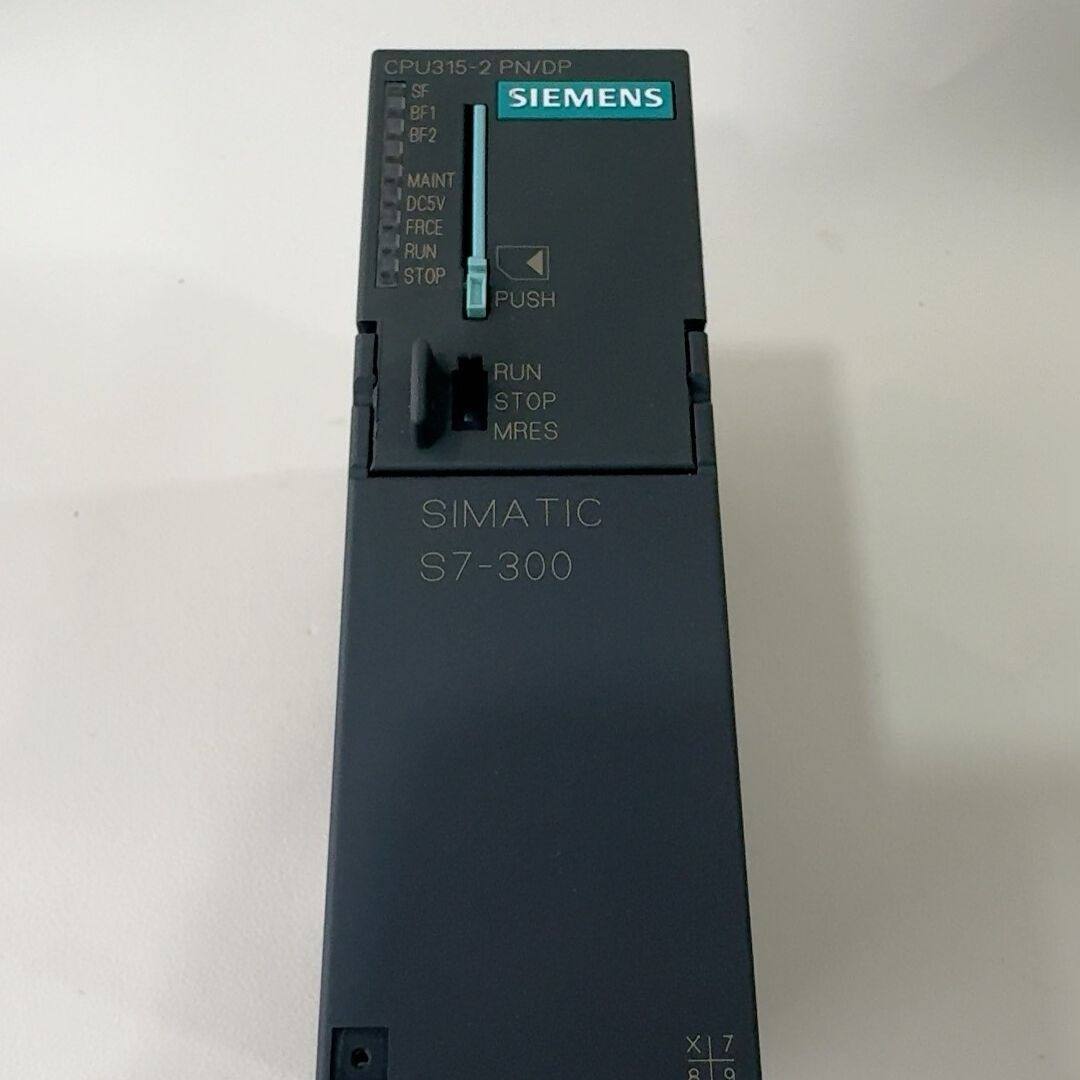 CPU315-2 PN/DP
SIEMENS
SF
BF1
BF2
MAINT
DC5V
FRCE
RUN
STOP
PUSH
RUN
STOP
MRES
SIMATIC
S7-300
X 7
8 9